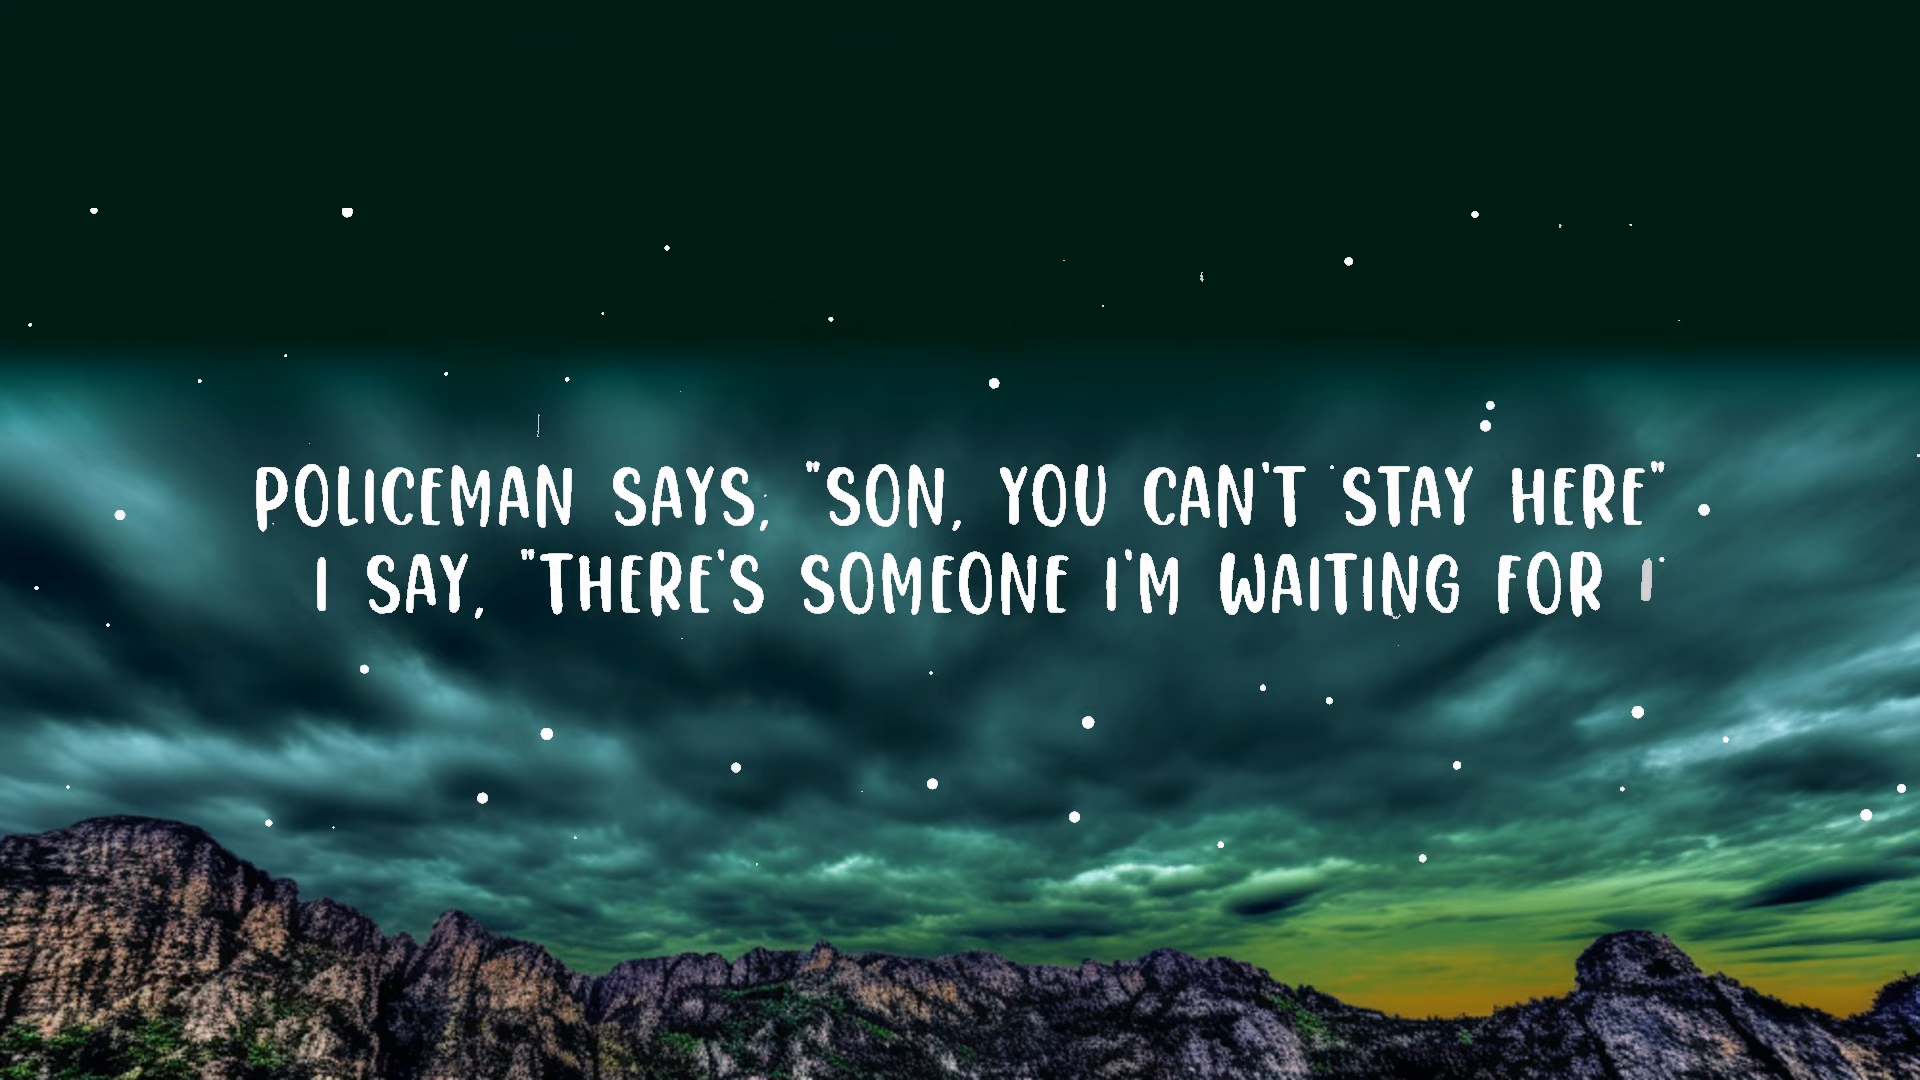 POLICEMAN SAYS, "SON, YOU CAN'T STAY HERE"
I SAY, "THERE'S SOMEONE I'M WAITING FOR